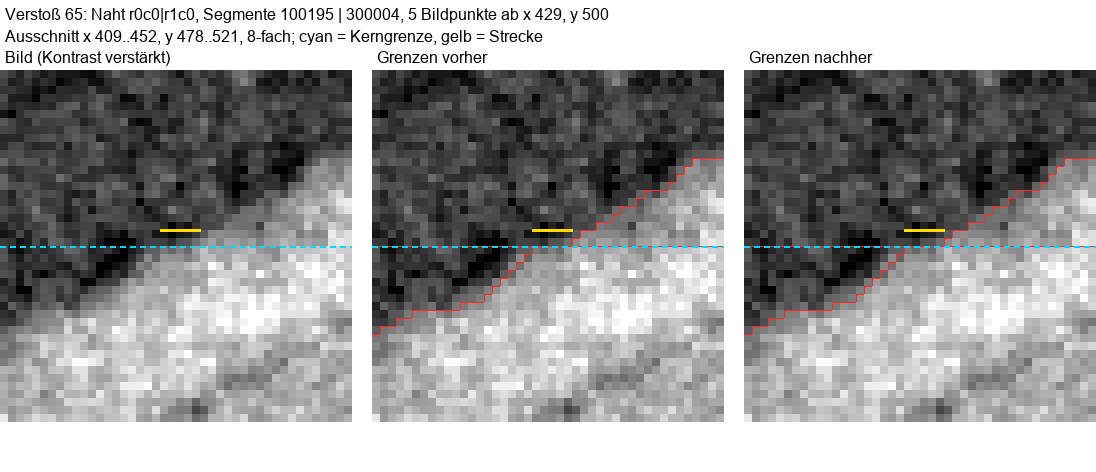 Verstoß 65: Naht r0c0|r1c0, Segmente 100195 | 300004, 5 Bildpunkte ab x 429, y 500
Ausschnitt x 409..452, y 478..521, 8-fach; cyan = Kerngrenze, gelb = Strecke
Bild (Kontrast verstärkt)
Grenzen vorher
Grenzen nachher